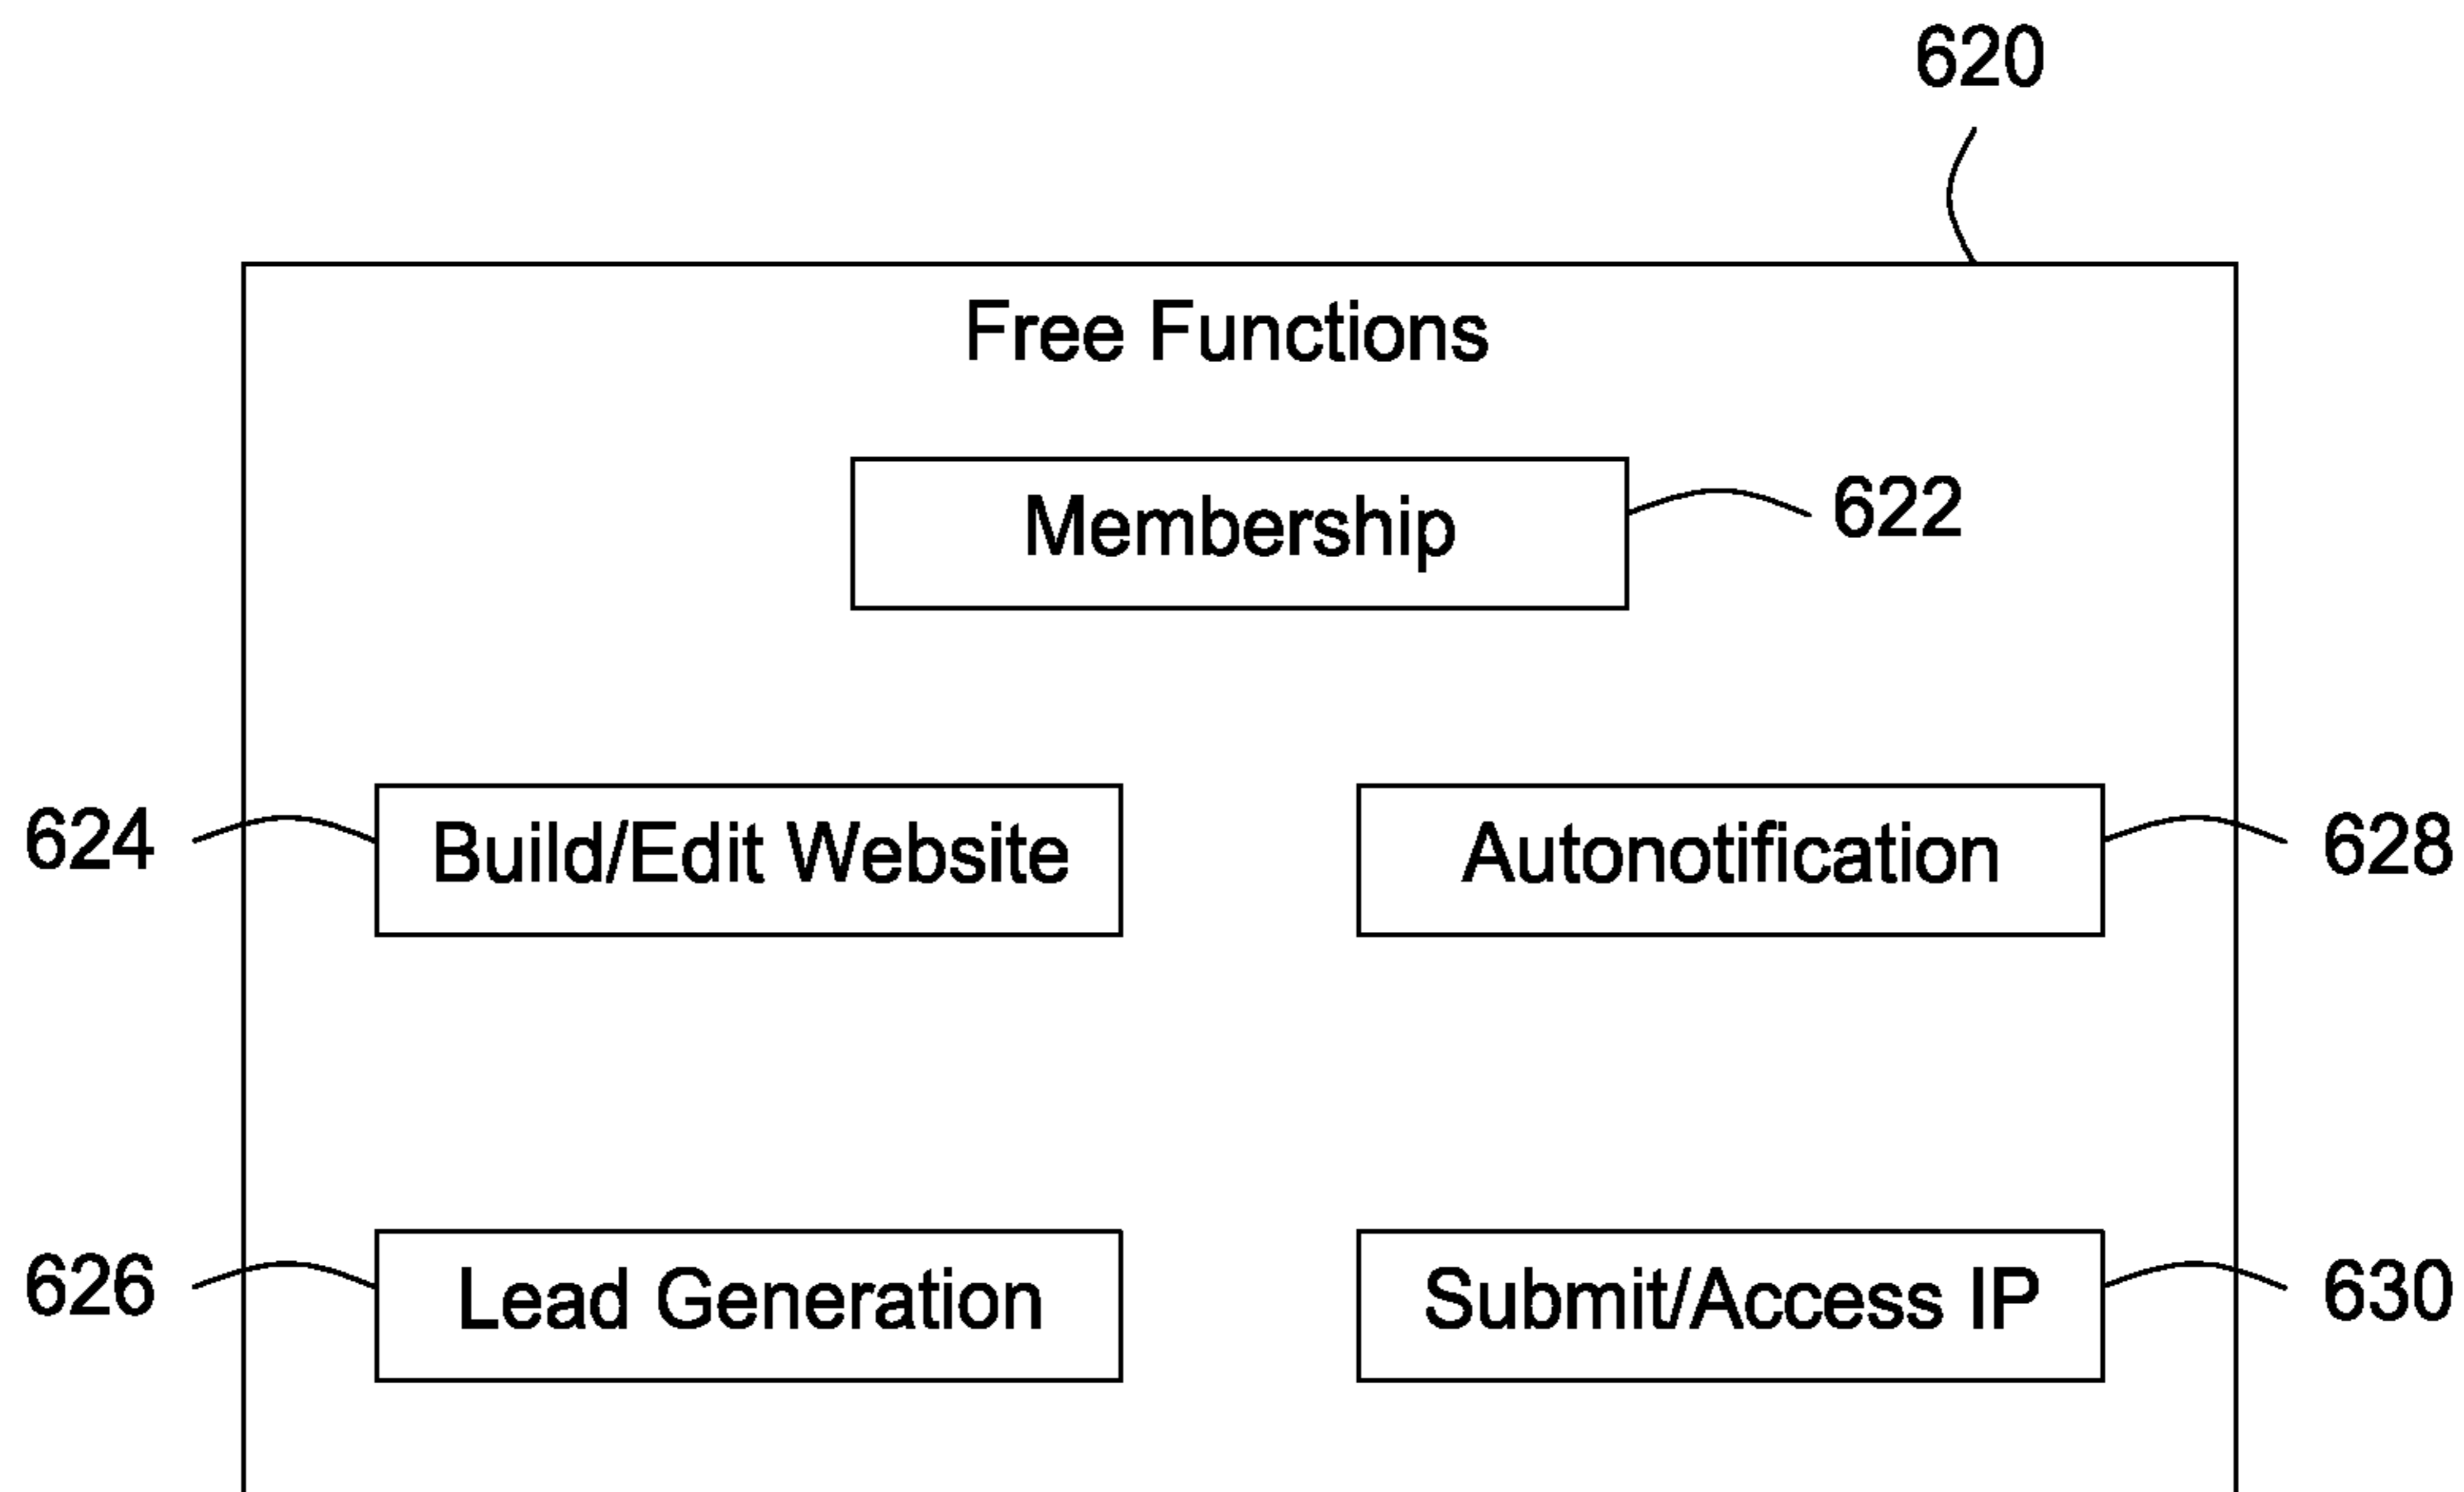 620
Free Functions
Membership 622
624 Build/Edit Website Autonotification 628
626 Lead Generation Submit/Access IP 630